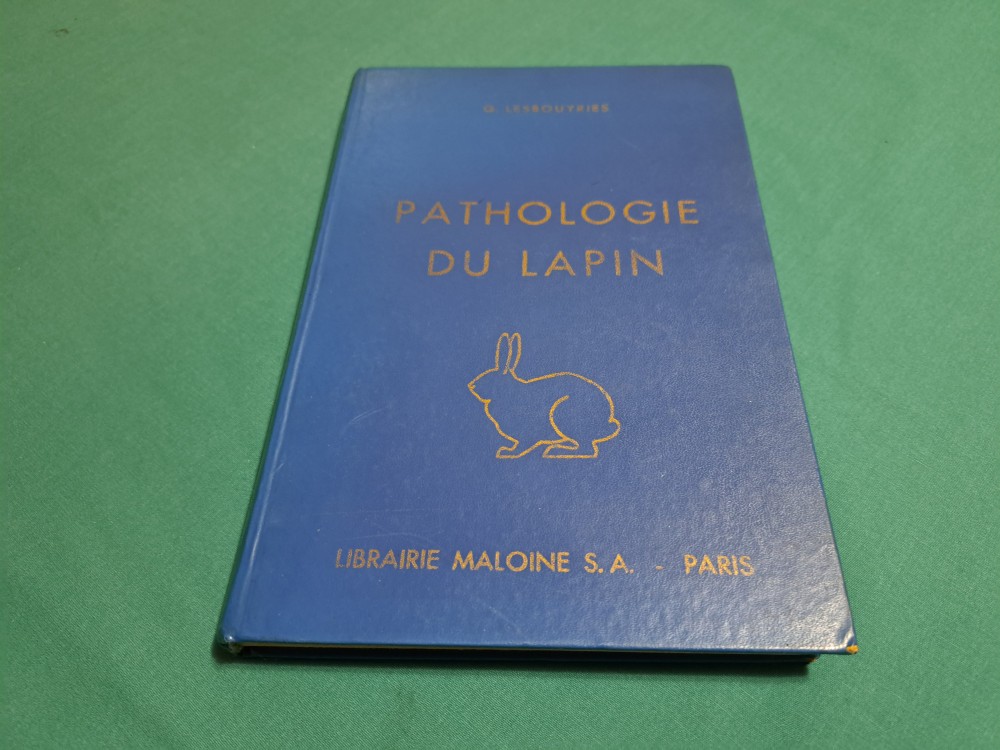 G. LESBOUYRIES
PATHOLOGIE
DU LAPIN
LIBRAIRIE MALOINE S.A. - PARIS